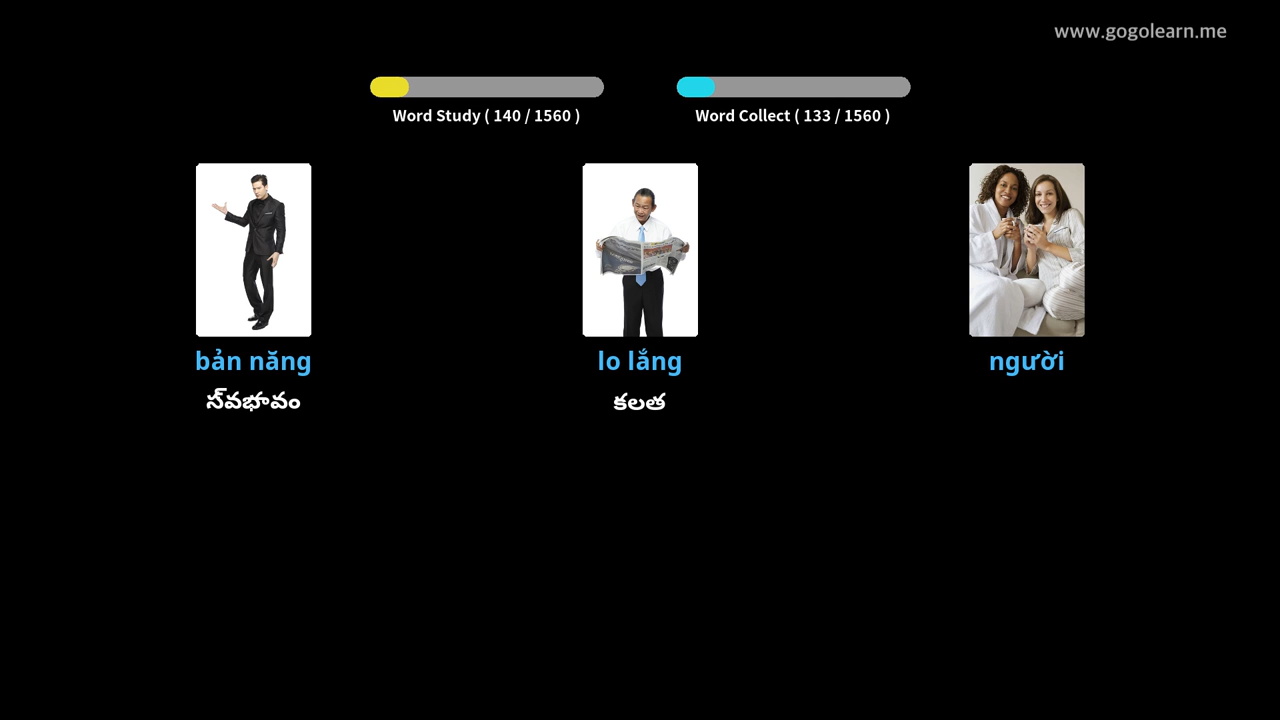 www.gogolearn.me
Word Study ( 140 / 1560 )
Word Collect ( 133 / 1560 )
bản năng
lo lắng
người
స్‌వభావం
కలత